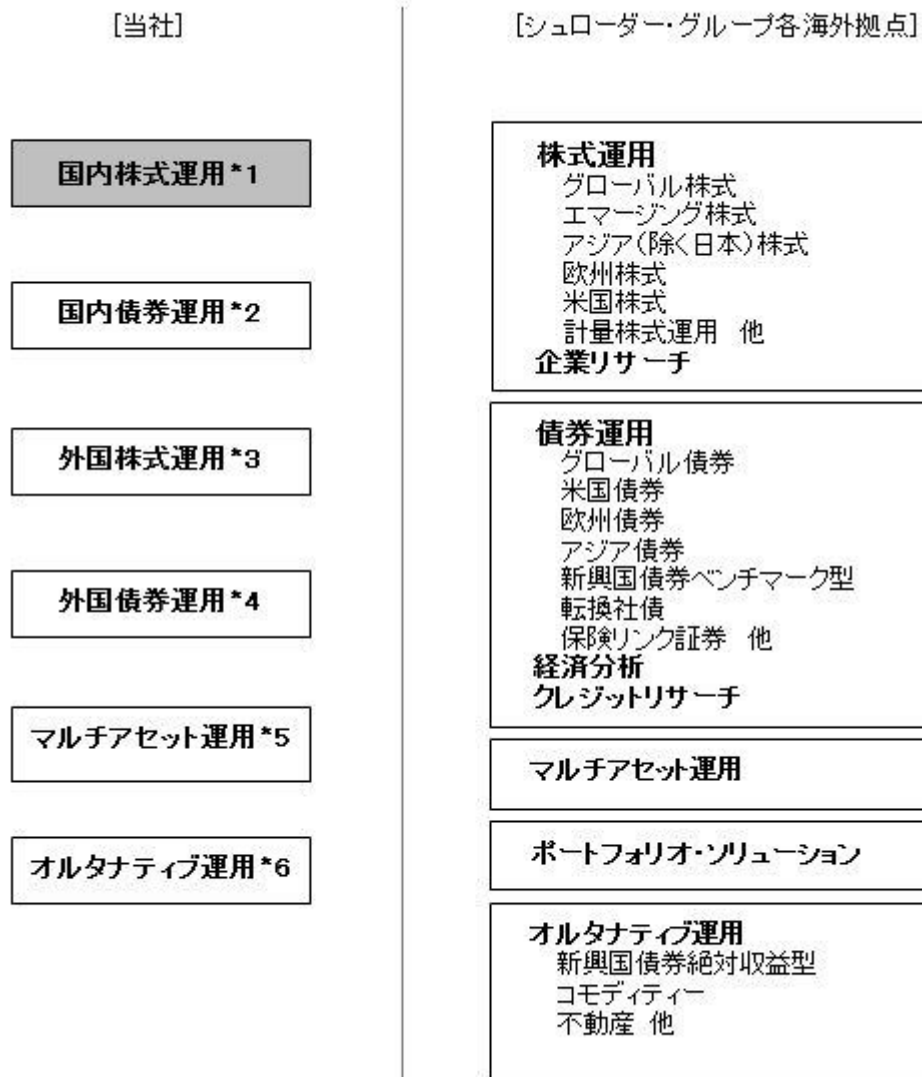 [当社]
国内株式運用*1
国内債券運用*2
外国株式運用*3
外国債券運用*4
マルチアセット運用*5
オルタナティブ運用*6
[シュローダー・グループ各海外拠点]
株式運用
グローバル株式
エマージング株式
アジア(除く日本)株式
欧州株式
米国株式
計量株式運用 他
企業リサーチ
債券運用
グローバル債券
米国債券
欧州債券
アジア債券
新興国債券ベンチマーク型
転換社債
保険リンク証券 他
経済分析
クレジットリサーチ
マルチアセット運用
ポートフォリオ・ソリューション
オルタナティブ運用
新興国債券絶対収益型
コモディティー
不動産 他